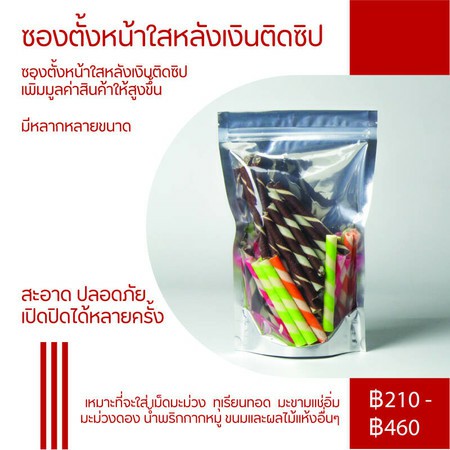 ซองตั้งหน้าใสหลังเงินติดซิป
ซองตั้งหน้าใสหลังเงินติดซิป
เพิ่มมูลค่าสินค้าให้สูงขึ้น
มีหลากหลายขนาด
สะอาด ปลอดภัย
เปิดปิดได้หลายครั้ง
เหมาะที่จะใส่เม็ดมะม่วง ทุเรียนทอด มะขามแช่อิ่ม
มะม่วงดอง น้ำพริกกากหมู ขนมและผลไม้แห้งอื่นๆ
฿210 -
฿460